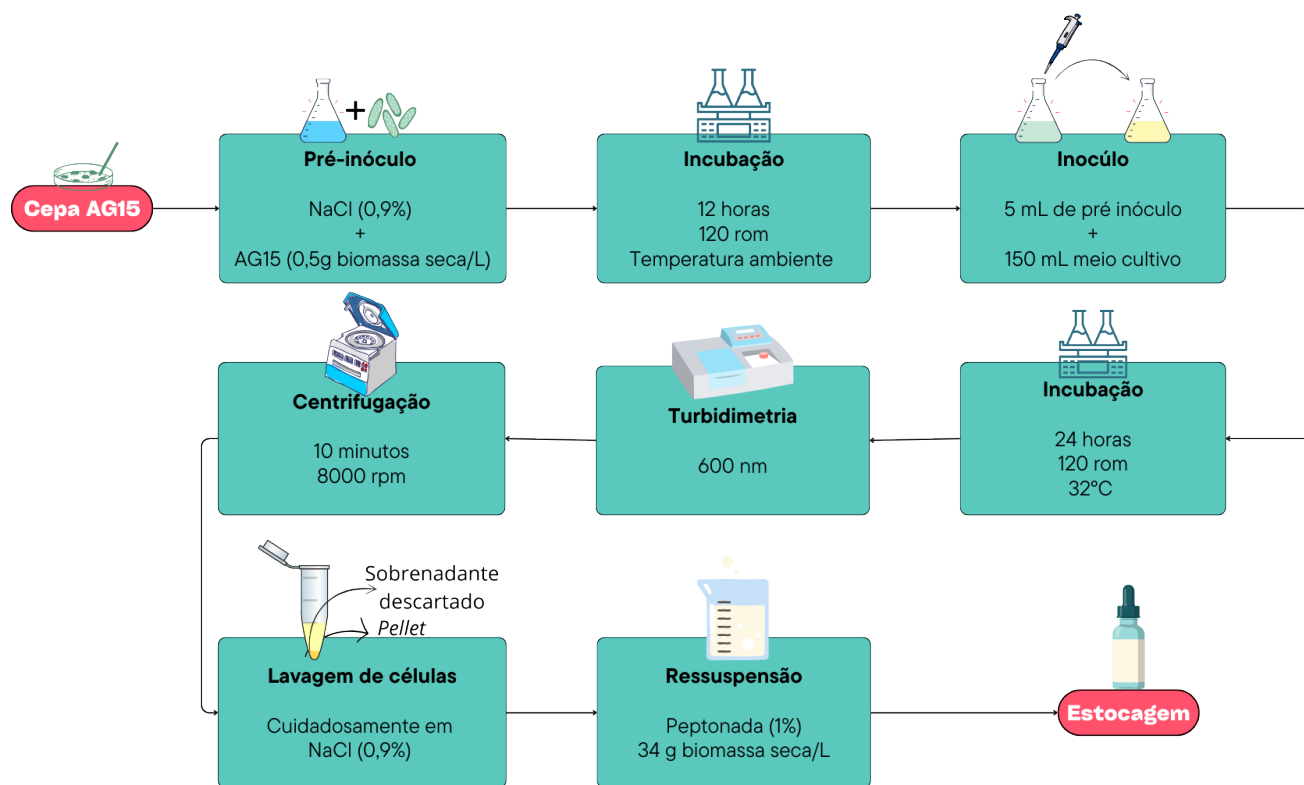 Cepa AG15
Pré-inóculo
NaCl (0,9%)
+
AG15 (0,5g biomassa seca/L)
Incubação
12 horas
120 rom
Temperatura ambiente
Inocúlo
5 mL de pré inóculo
+
150 mL meio cultivo
Incubação
24 horas
120 rom
32°C
Turbidimetria
600 nm
Centrifugação
10 minutos
8000 rpm
Sobrenadante
descartado
Pellet
Lavagem de células
Cuidadosamente em
NaCl (0,9%)
Ressuspensão
Peptonada (1%)
34 g biomassa seca/L
Estocagem